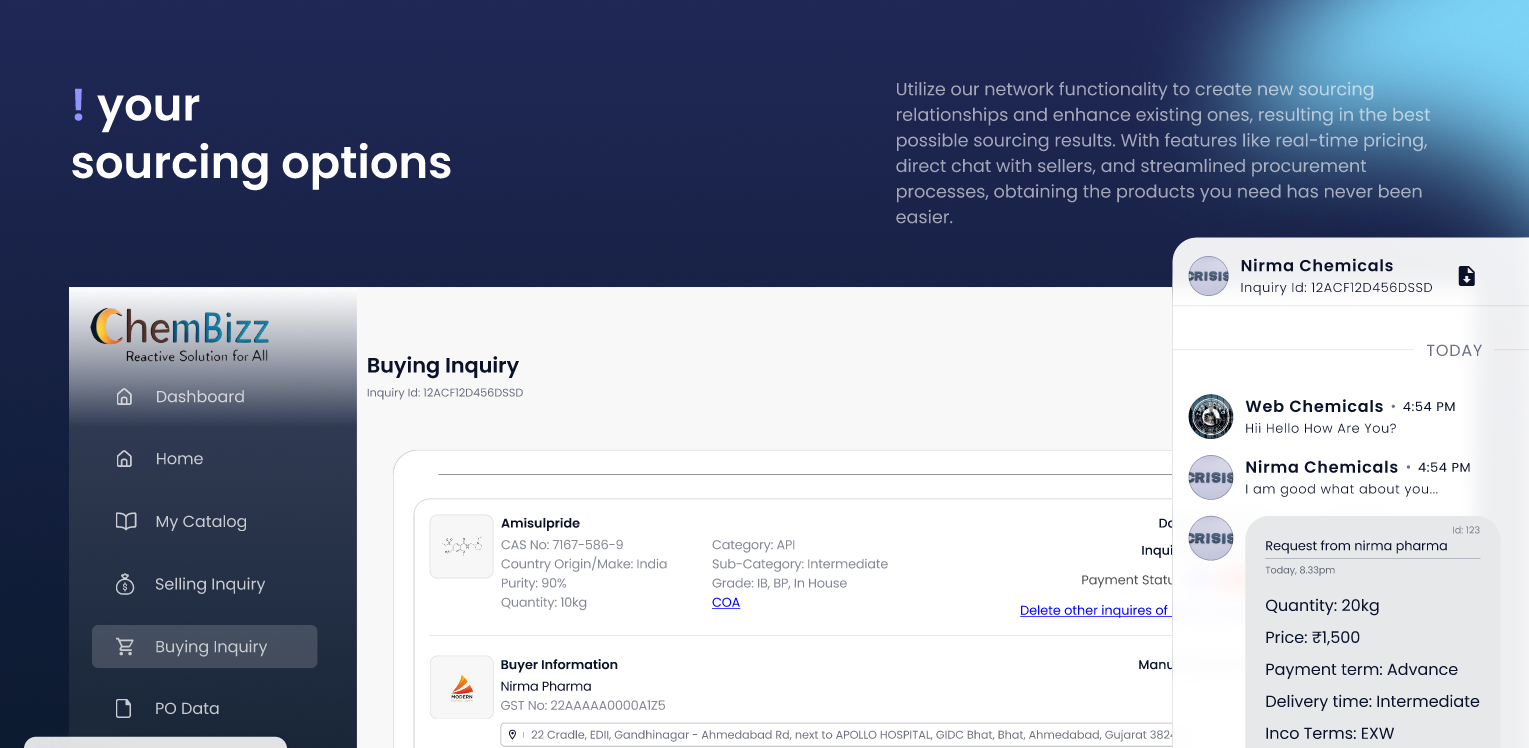 ! your
sourcing options
Utilize our network functionality to create new sourcing
relationships and enhance existing ones, resulting in the best
possible sourcing results. With features like real-time pricing,
direct chat with sellers, and streamlined procurement
processes, obtaining the products you need has never been
easier.
ChemBizz
Reactive Solution for All
Dashboard
Home
My Catalog
Selling Inquiry
Buying Inquiry
PO Data
Buying Inquiry
Inquiry Id: 12ACF12D456DSSD
Amisulpride
CAS No: 7167-586-9
Country Origin/Make: India
Purity: 90%
Quantity: 10kg
Category: API
Sub-Category: Intermediate
Grade: IB, BP, In House
COA
Inqui
Payment Statu
Delete other inquires of
Buyer Information
Nirma Pharma
GST No: 22AAAAA0000A1Z5
MODERN
Manu
22 Cradle, EDII, Gandhinagar - Ahmedabad Rd, next to APOLLO HOSPITAL, GIDC Bhat, Bhat, Ahmedabad, Gujarat 3824
CRISIS
Nirma Chemicals
Inquiry Id: 12ACF12D456DSSD
TODAY
Web Chemicals • 4:54 PM
Hii Hello How Are You?
CRISIS
Nirma Chemicals • 4:54 PM
I am good what about you...
CRISIS
Id: 123
Request from nirma pharma
Today, 8.33pm
Quantity: 20kg
Price: ₹1,500
Payment term: Advance
Delivery time: Intermediate
Inco Terms: EXW